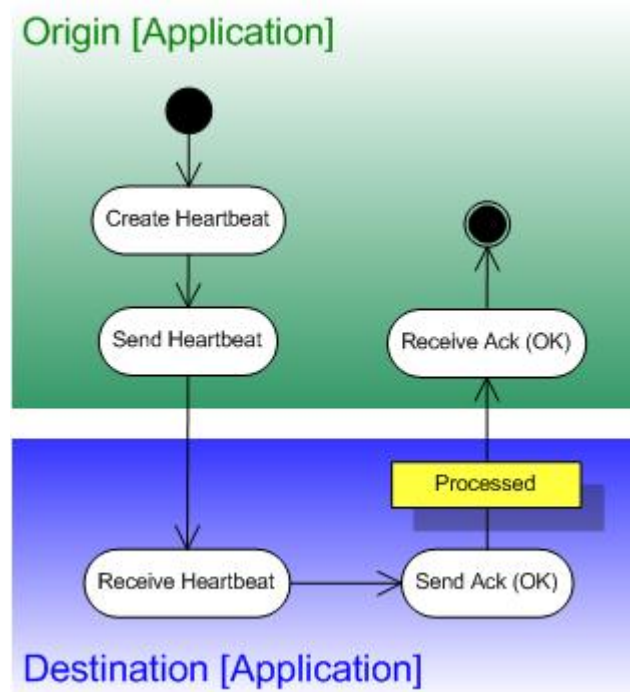 Origin [Application]
Create Heartbeat
Send Heartbeat
Receive Ack (OK)
Processed
Receive Heartbeat
Send Ack (OK)
Destination [Application]